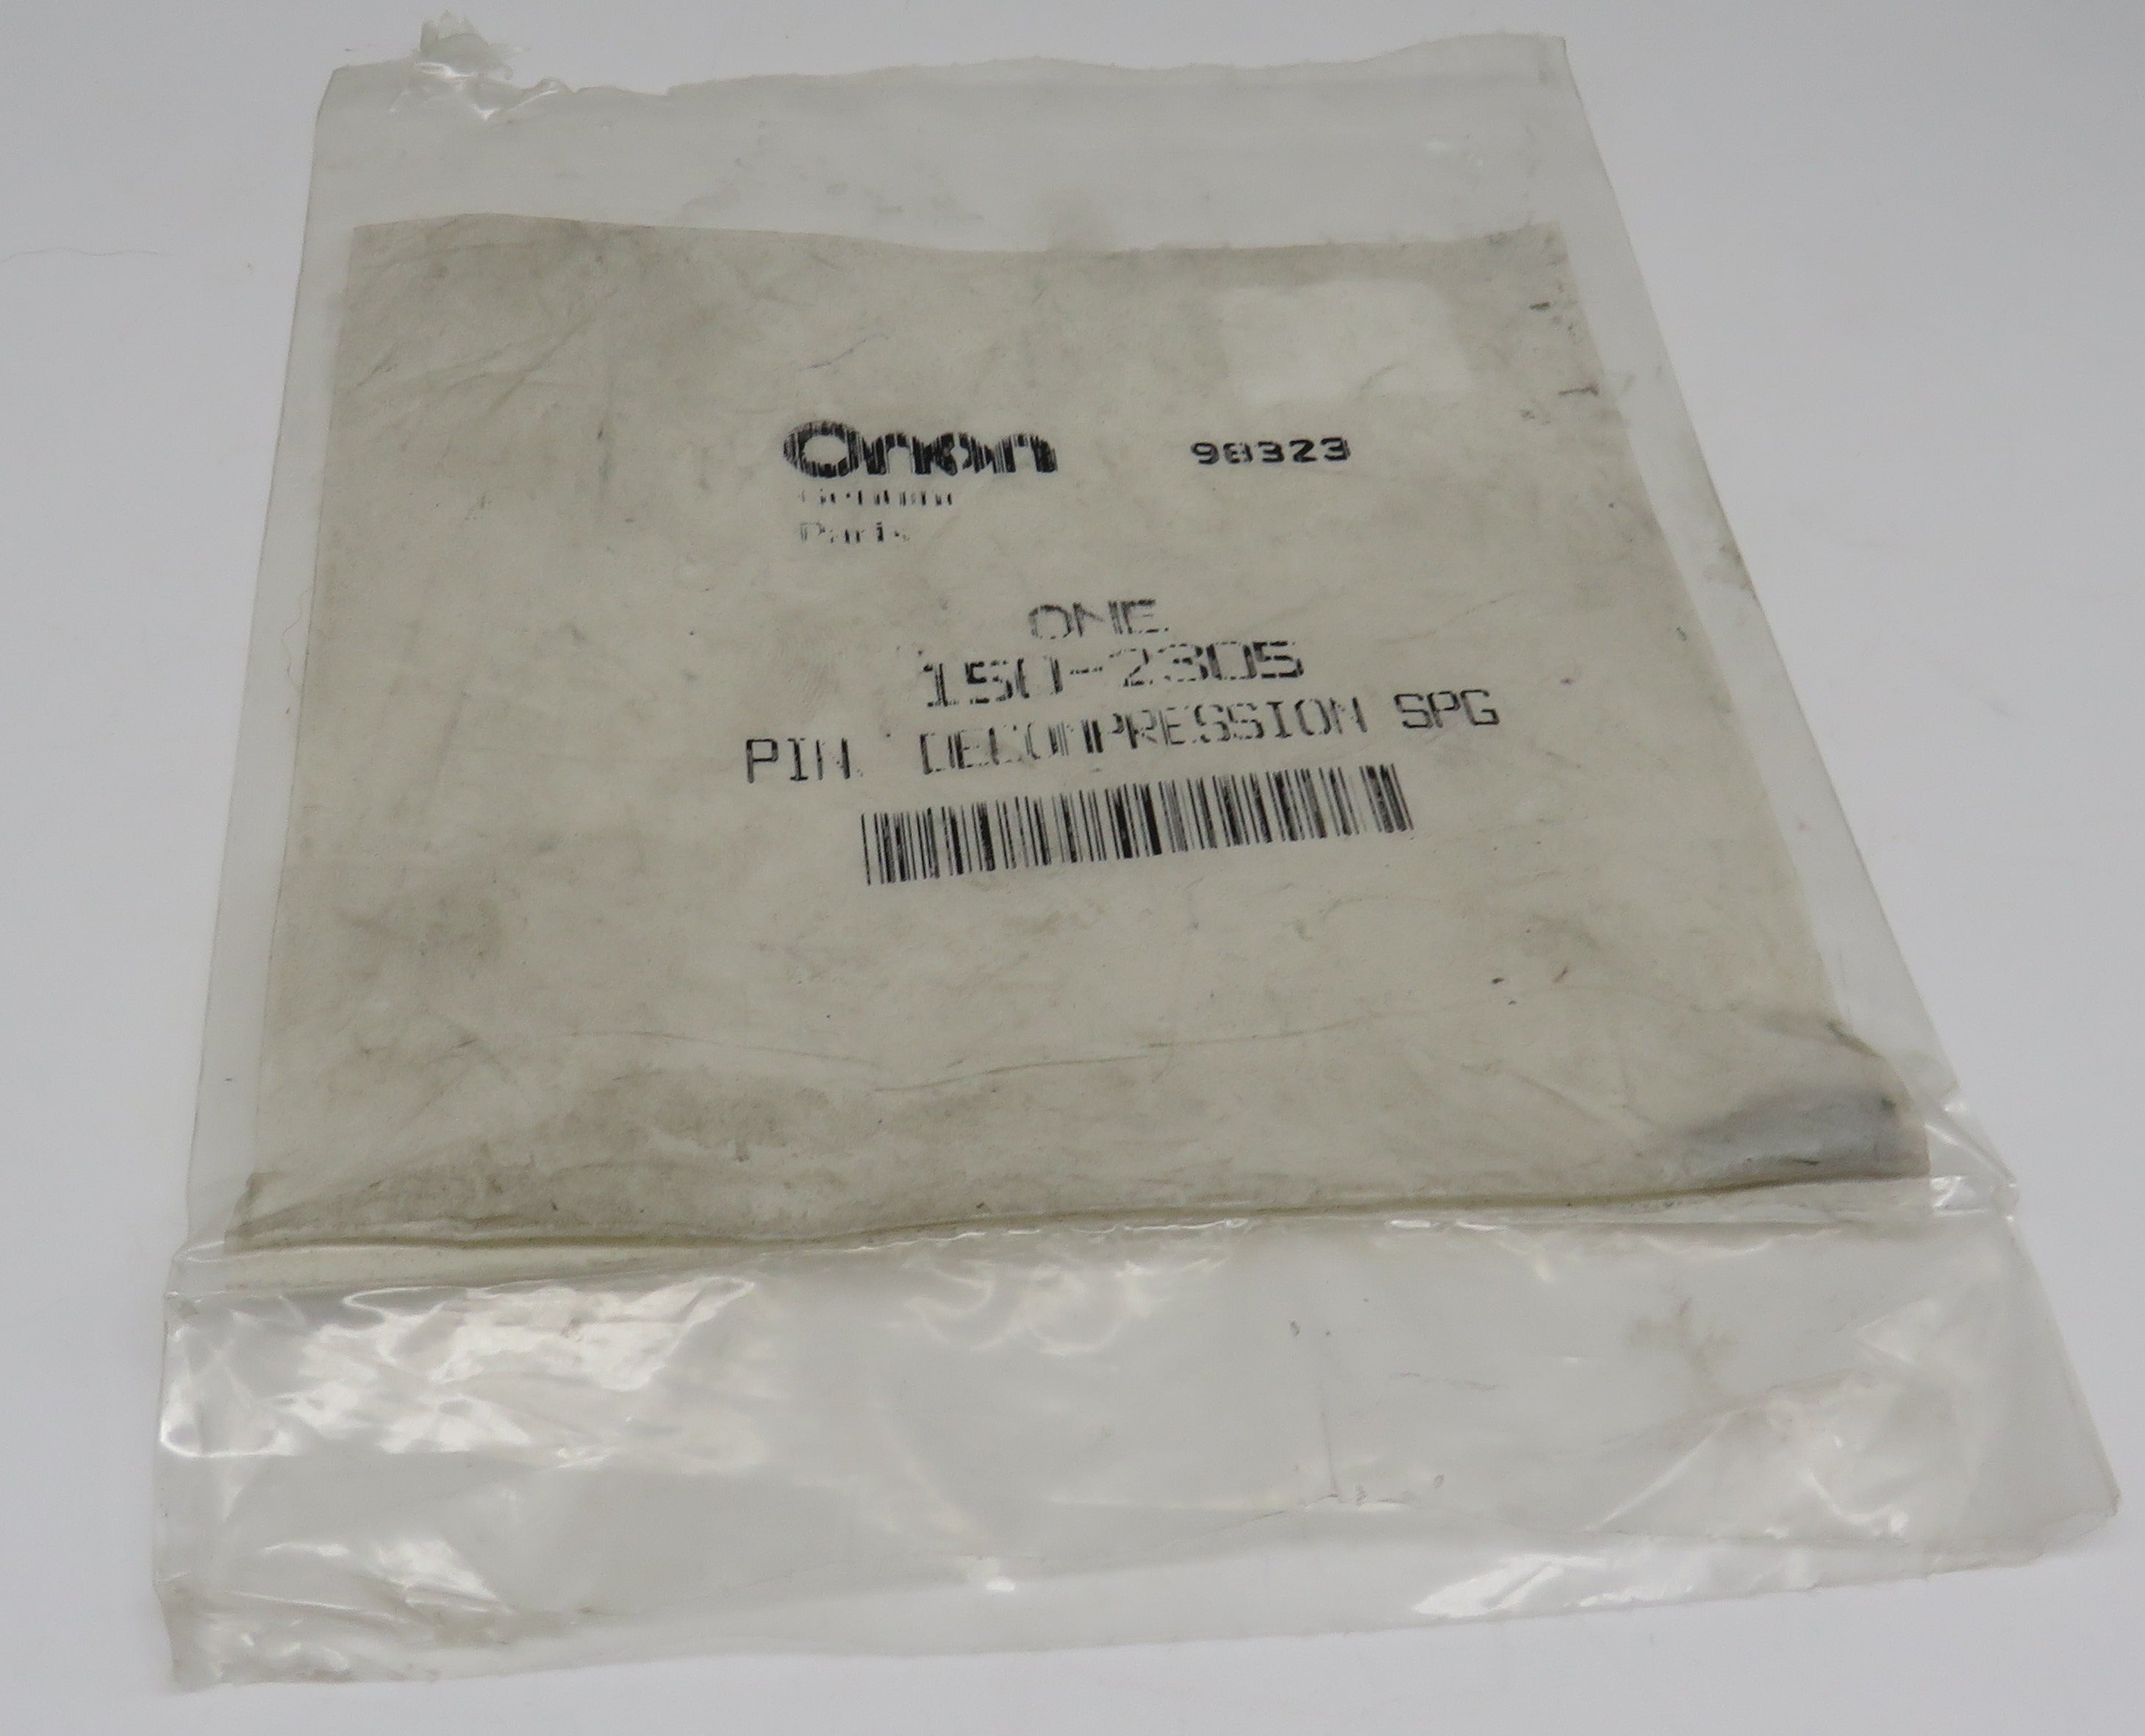 Onan 98323
Genuine
Parts
ONE
150-2305
PIN, DECOMPRESSION SPG